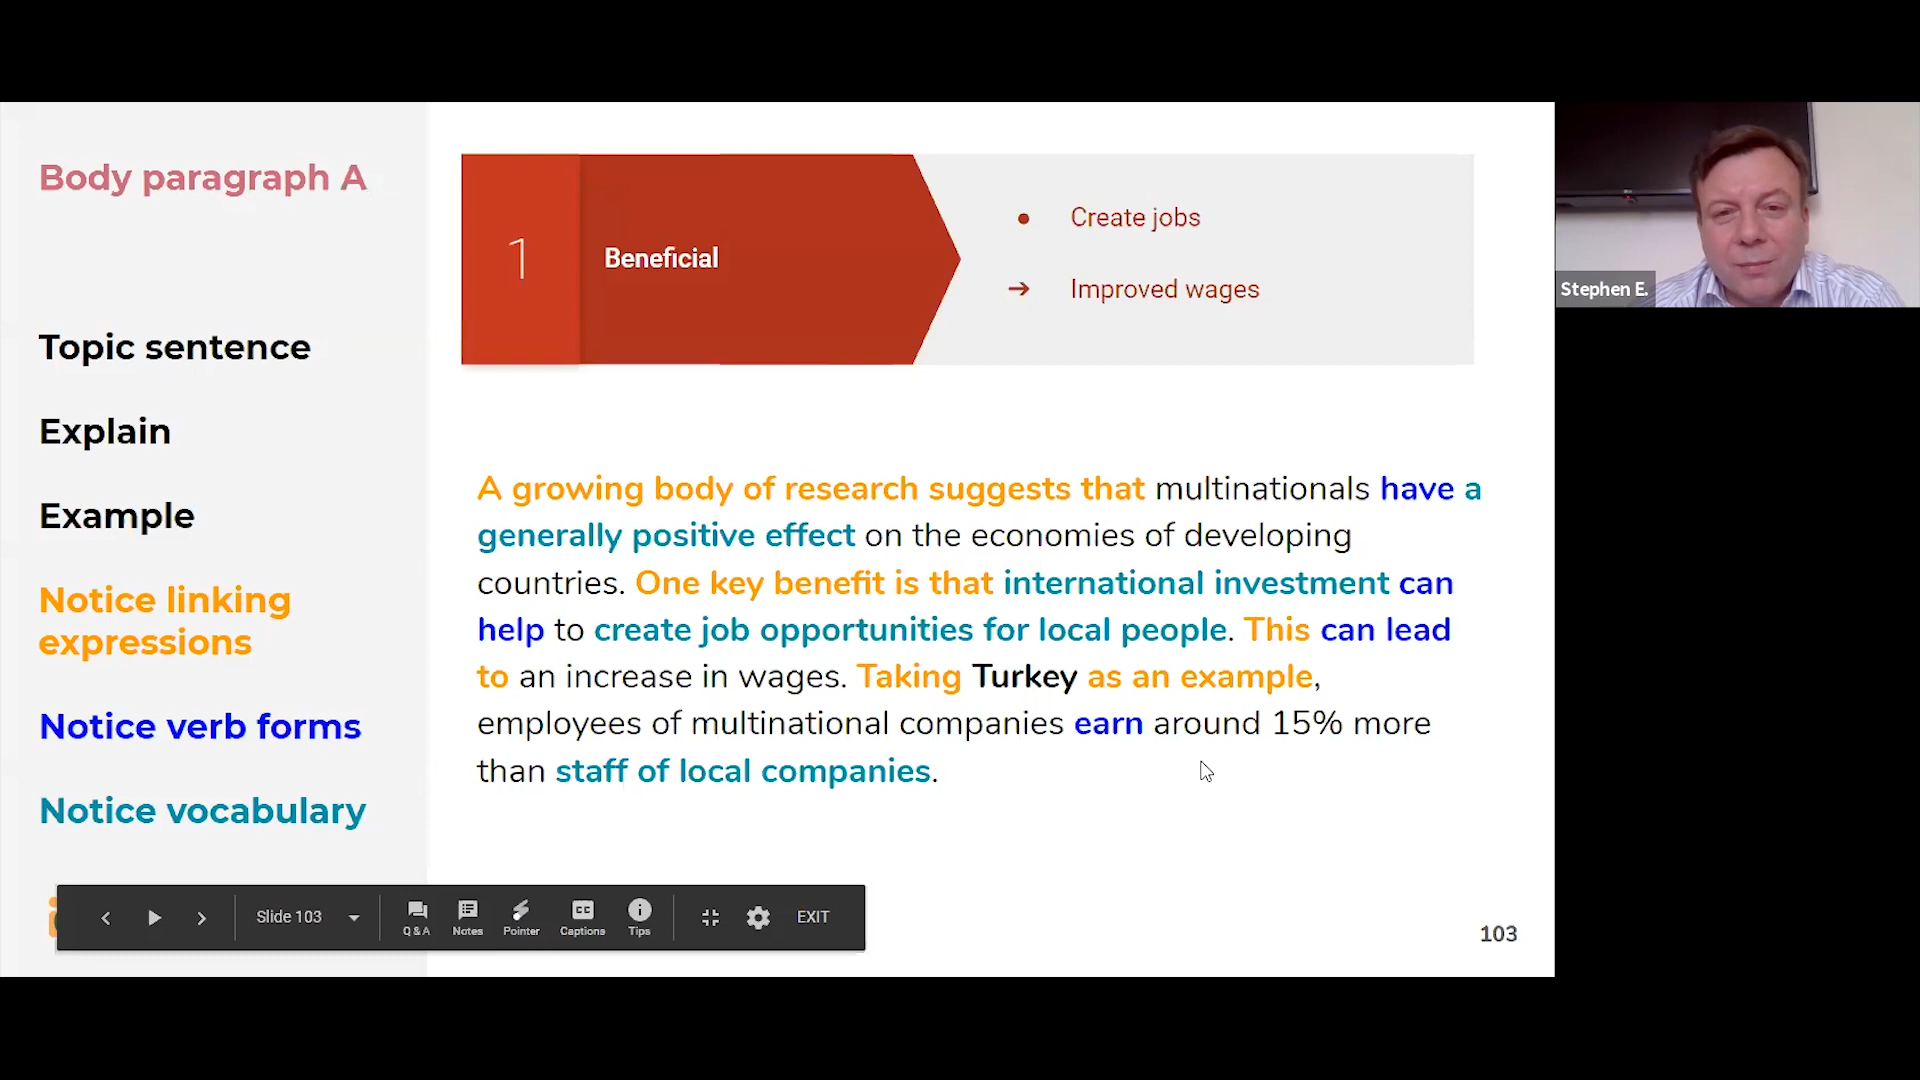 Body paragraph A
Topic sentence
Explain
Example
Notice linking
expressions
Notice verb forms
Notice vocabulary
1
Beneficial
● Create jobs
➔ Improved wages
A growing body of research suggests that multinationals have a
generally positive effect on the economies of developing
countries. One key benefit is that international investment can
help to create job opportunities for local people. This can lead
to an increase in wages. Taking Turkey as an example,
employees of multinational companies earn around 15% more
than staff of local companies.
Stephen E.
Slide 103
Q & A
Notes
Pointer
CC
Captions
Tips
EXIT
103